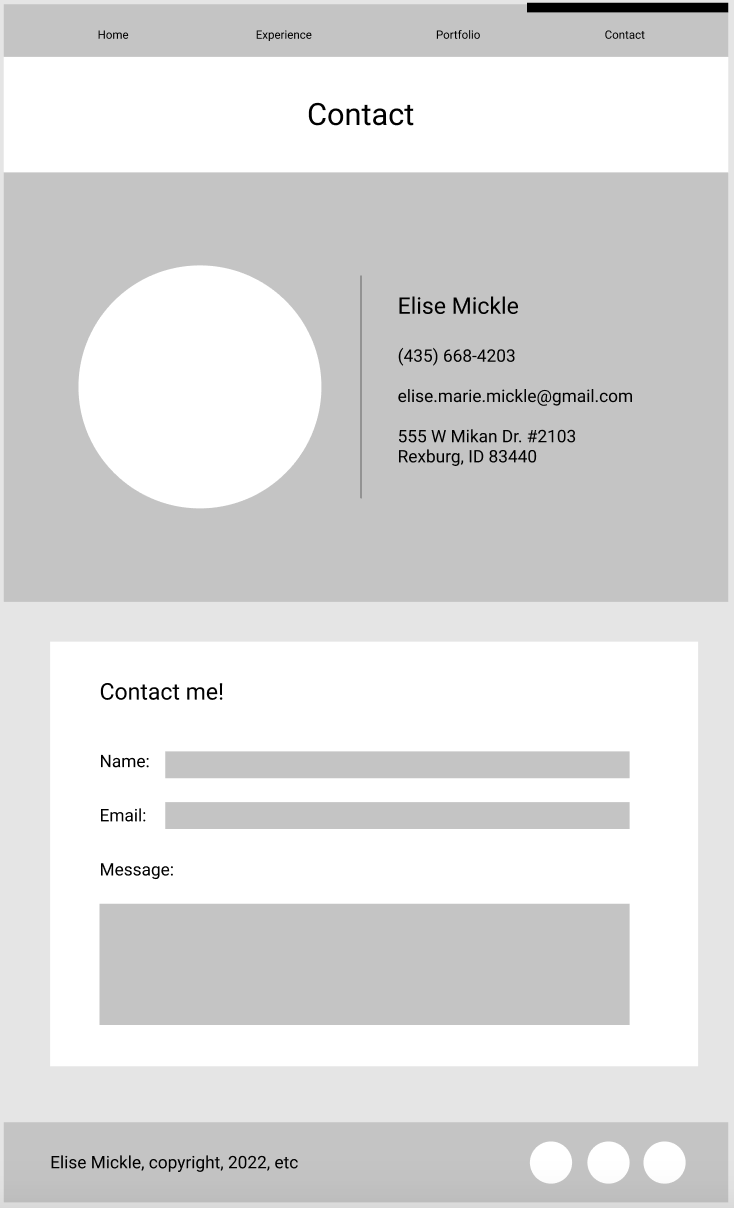 Home
Experience
Portfolio
Contact
Contact
Elise Mickle
(435) 668-4203
elise.marie.mickle@gmail.com
555 W Mikan Dr. #2103
Rexburg, ID 83440
Contact me!
Name:
Email:
Message:
Elise Mickle, copyright, 2022, etc